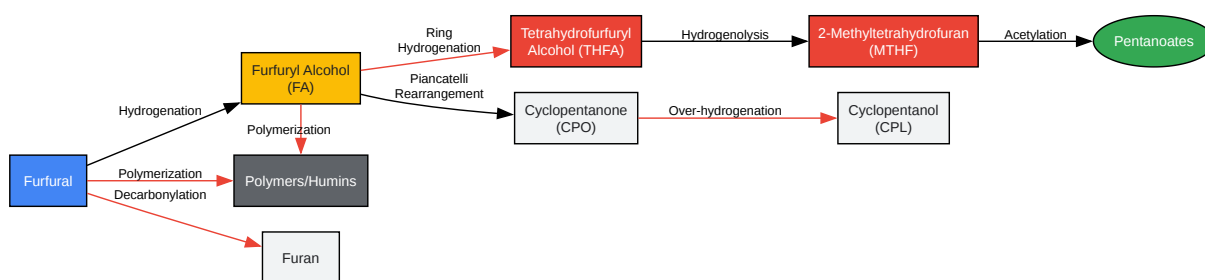 Ring
Hydrogenation
Tetrahydrofurfuryl
Alcohol (THFA)
Hydrogenolysis
2-Methyltetrahydrofuran
(MTHF)
Acetylation
Pentanoates
Furfuryl Alcohol
(FA)
Piancatelli
Rearrangement
Cyclopentanone
(CPO)
Over-hydrogenation
Cyclopentanol
(CPL)
Hydrogenation
Polymerization
Furfural
Polymerization
Polymers/Humins
Decarbonylation
Furan